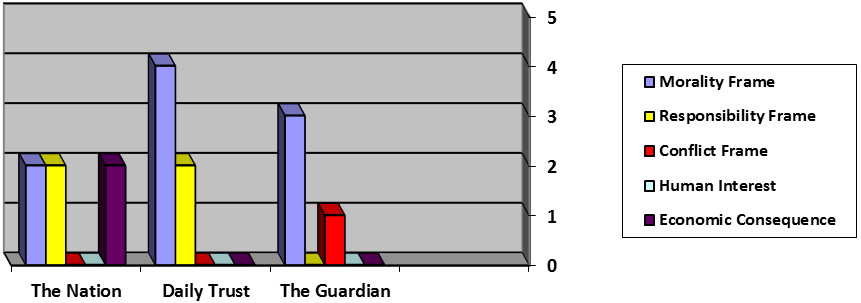 5
4
3
2
1
0
The Nation Daily Trust The Guardian
Morality Frame
Responsibility Frame
Conflict Frame
Human Interest
Economic Consequence